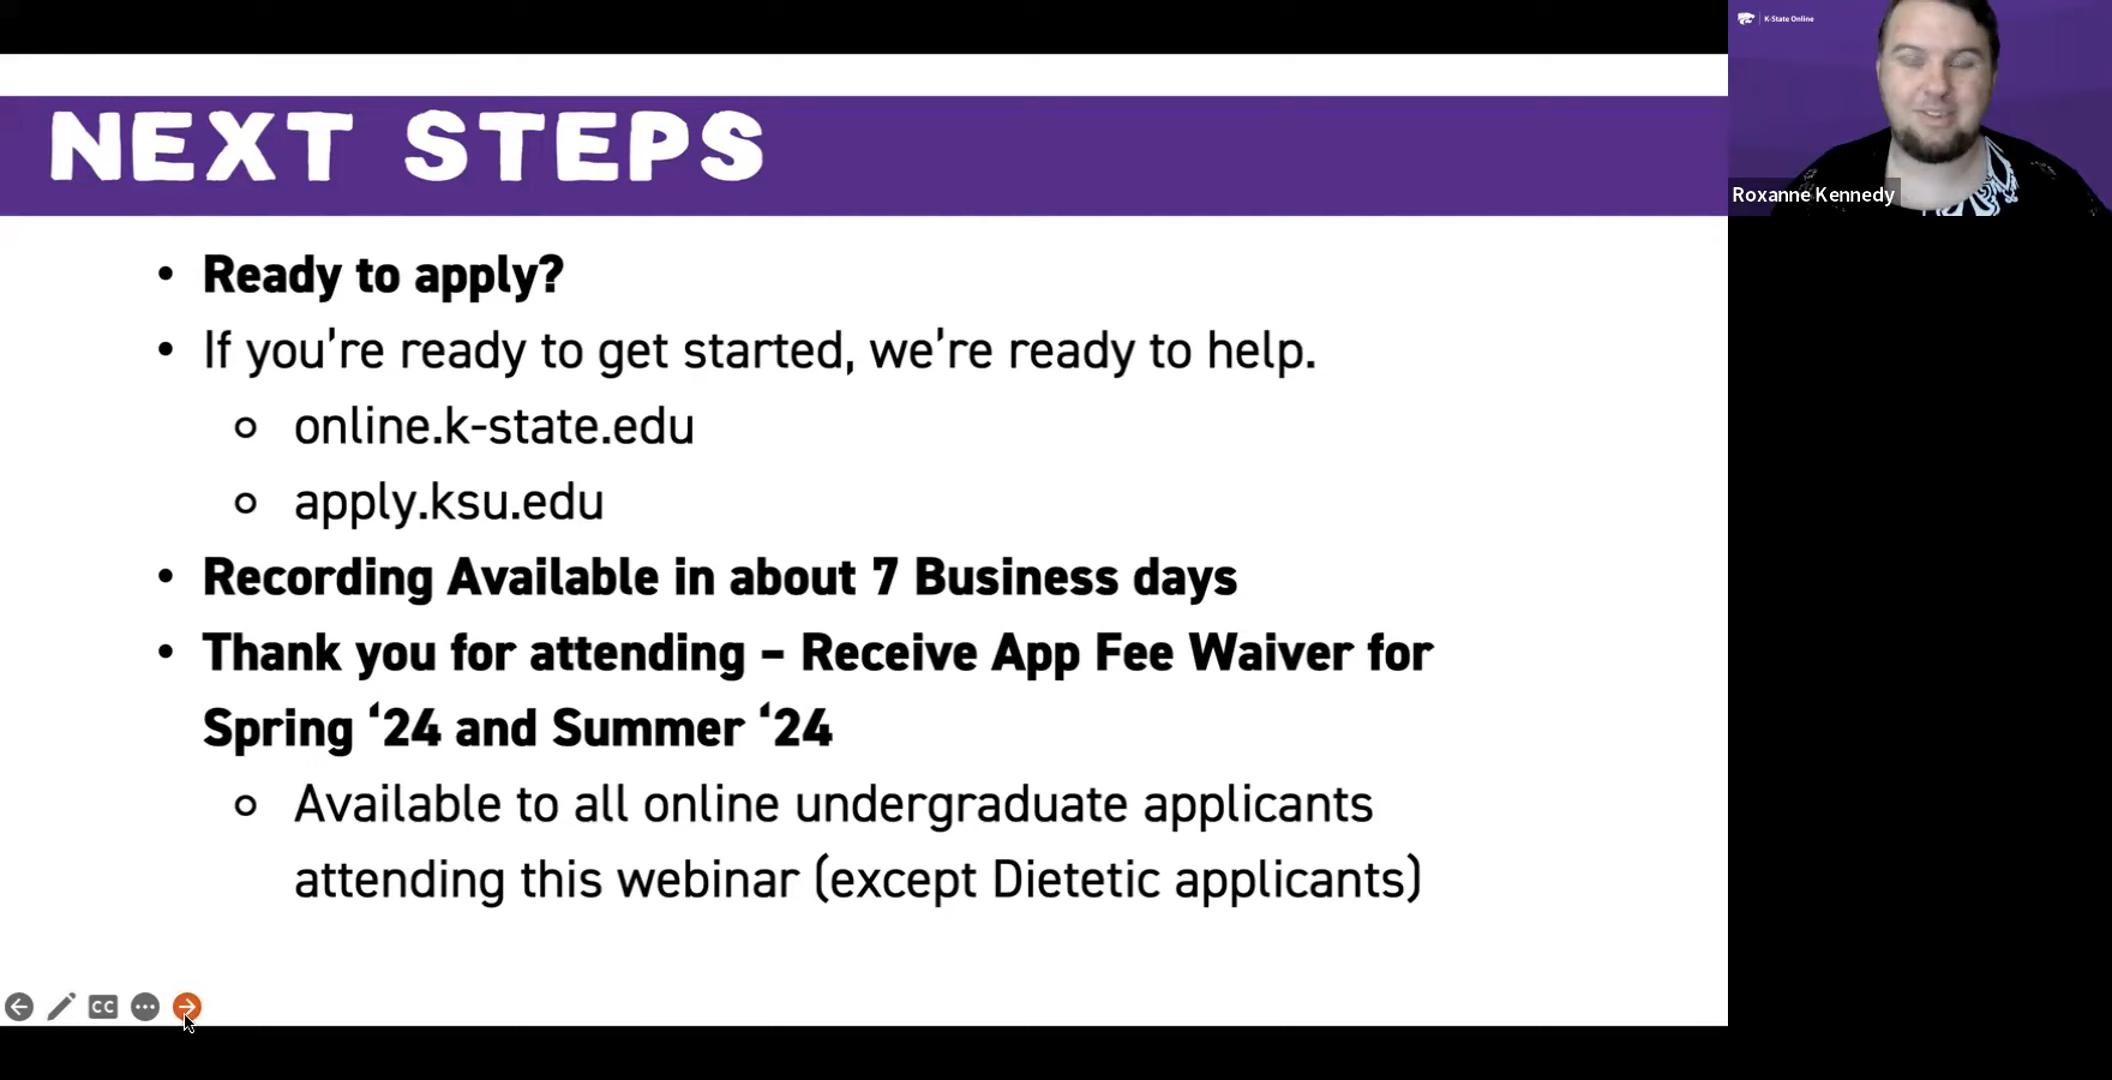 K-State Online
NEXT STEPS
Roxanne Kennedy
• Ready to apply?
• If you’re ready to get started, we’re ready to help.
○ online.k-state.edu
○ apply.ksu.edu
• Recording Available in about 7 Business days
• Thank you for attending – Receive App Fee Waiver for
Spring ‘24 and Summer ‘24
○ Available to all online undergraduate applicants
attending this webinar (except Dietetic applicants)
CC